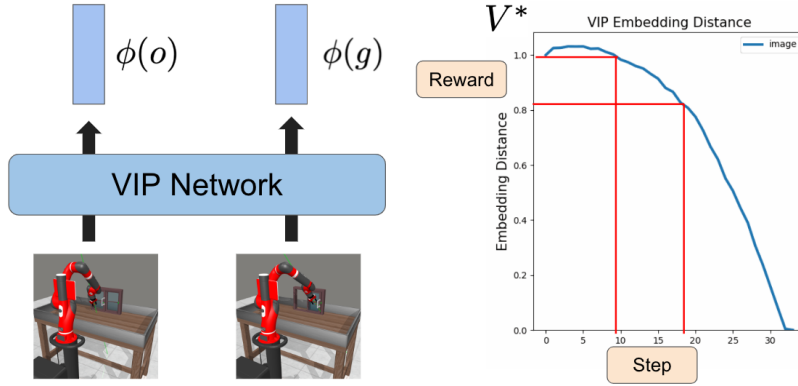 ϕ(o)
ϕ(g)
VIP Network
V*
VIP Embedding Distance
image
Reward
Embedding Distance
1.0
0.8
0.6
0.4
0.2
0.0
0 5 10 15 20 25 30
Step